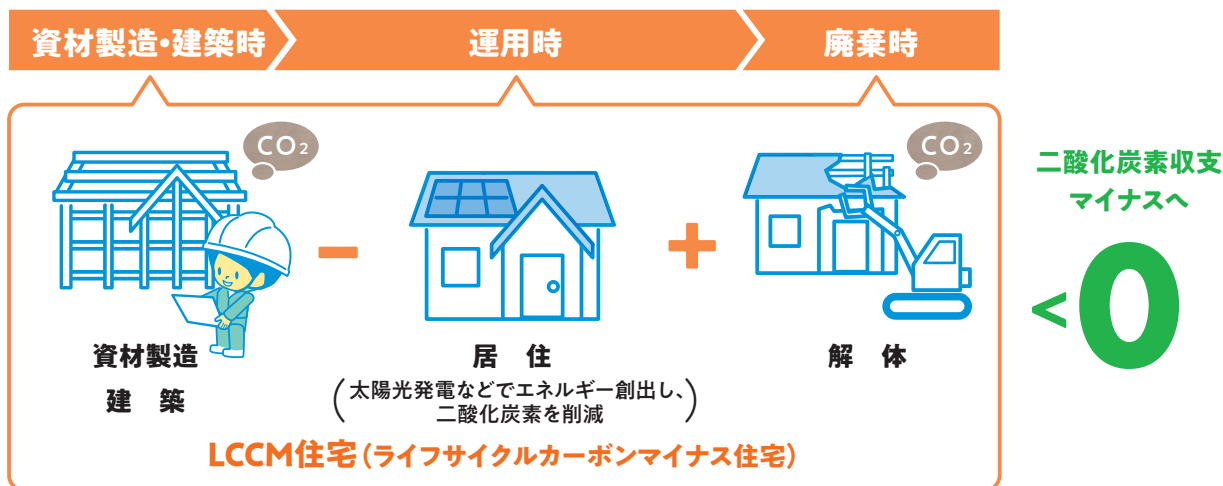 資材製造・建築時
運用時
廃棄時
CO₂
CO₂
二酸化炭素収支
マイナスへ
−
+
<0
資材製造
建　築
居　住
(太陽光発電などでエネルギー創出し、
二酸化炭素を削減)
解　体
LCCM住宅(ライフサイクルカーボンマイナス住宅)